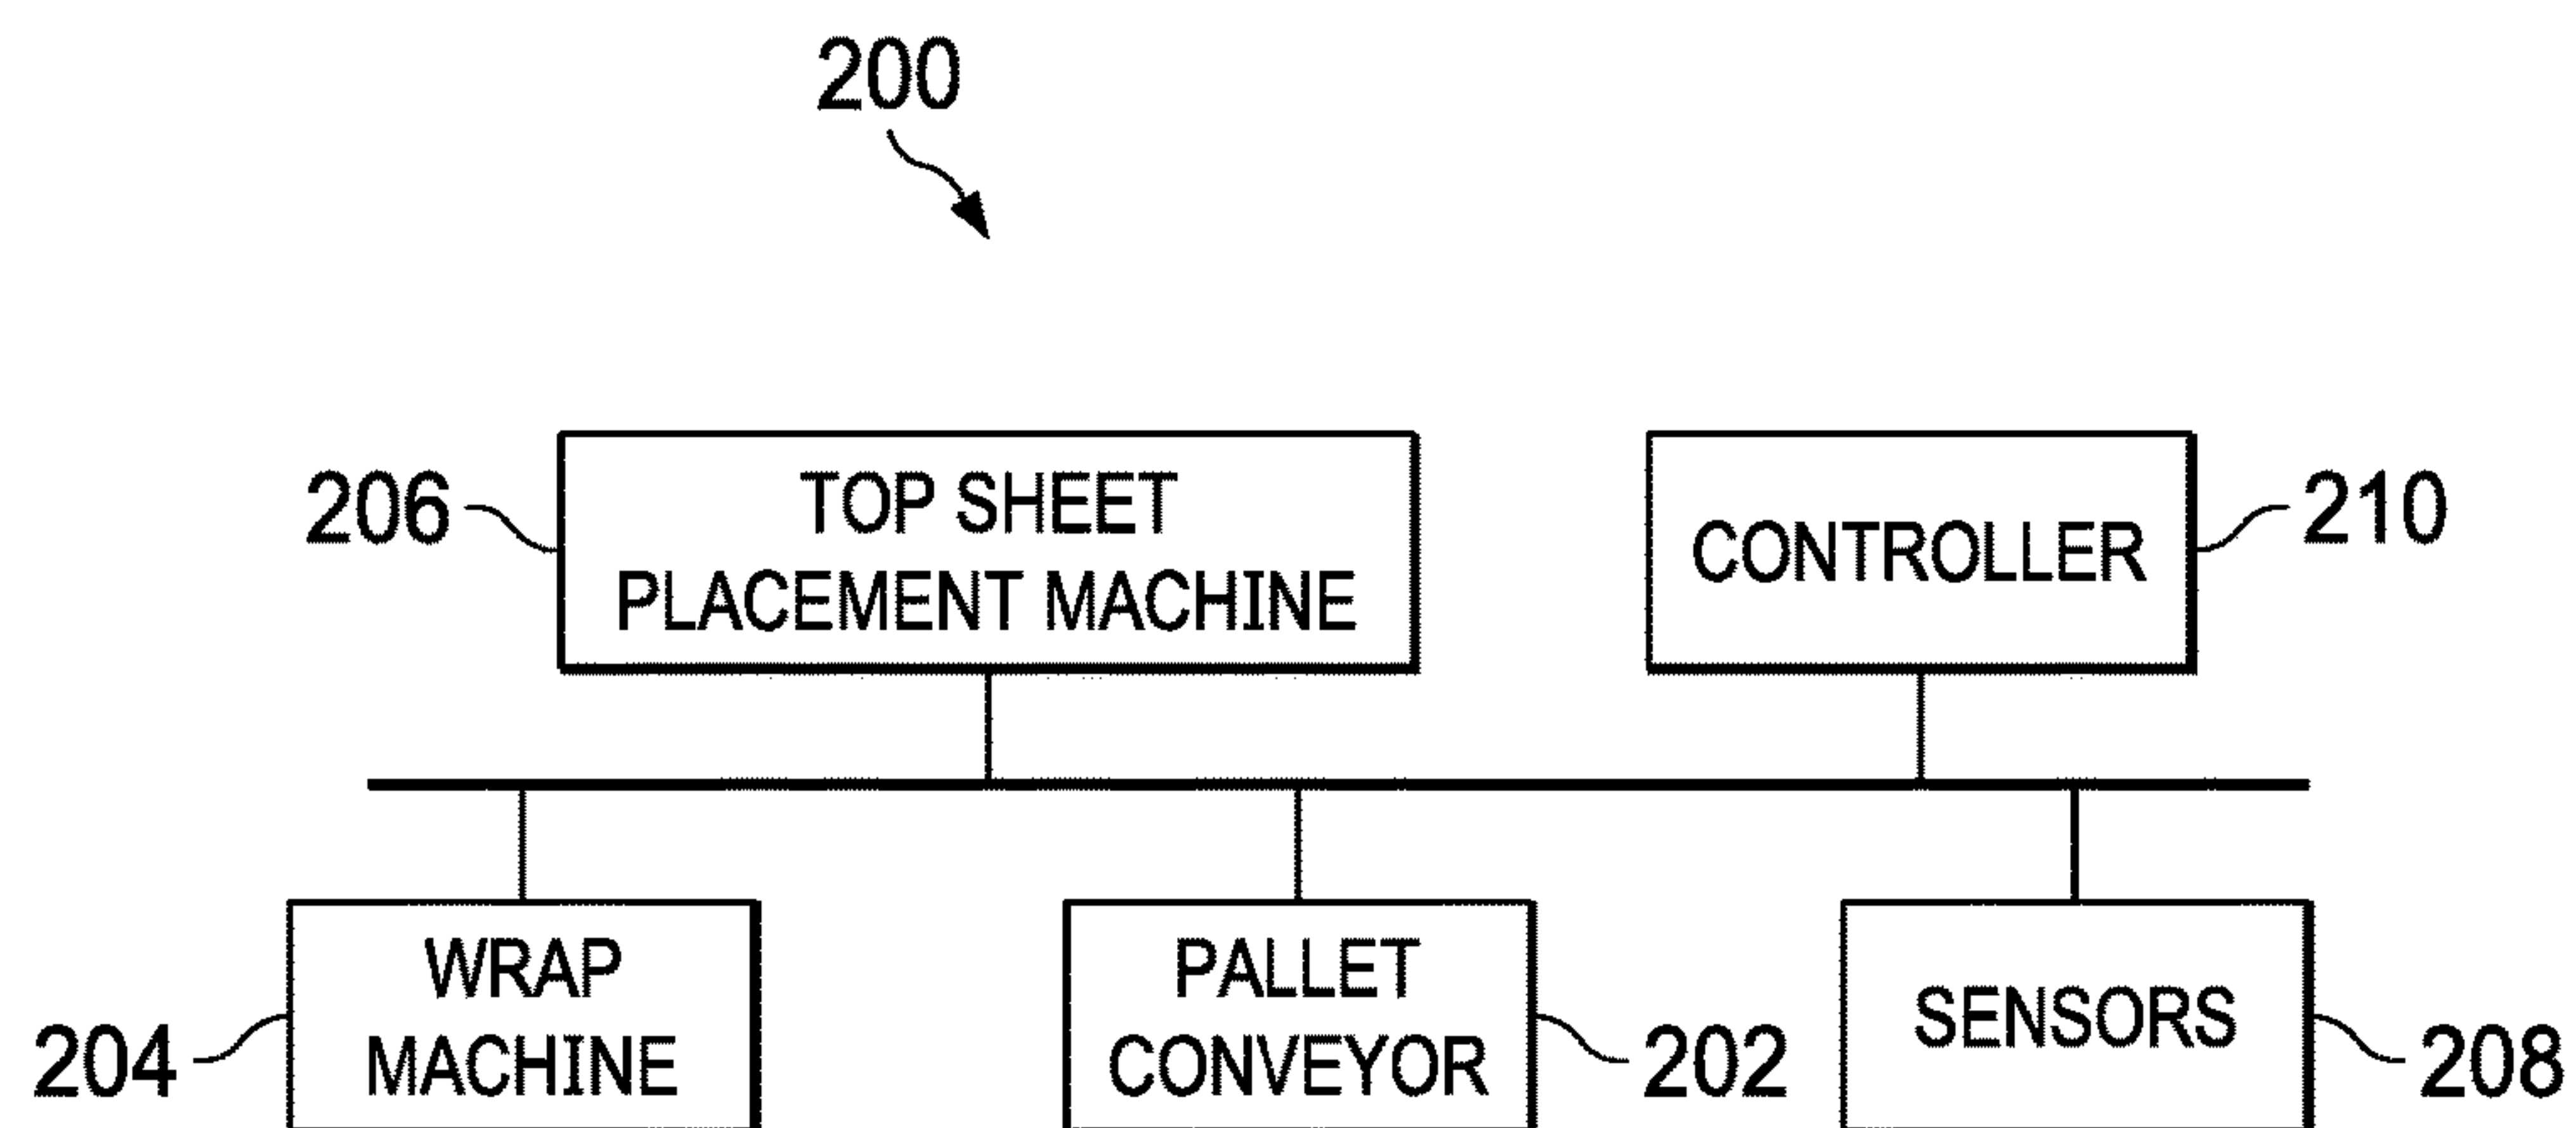 200
206
TOP SHEET
PLACEMENT MACHINE
CONTROLLER
210
204
WRAP
MACHINE
PALLET
CONVEYOR
202
SENSORS
208